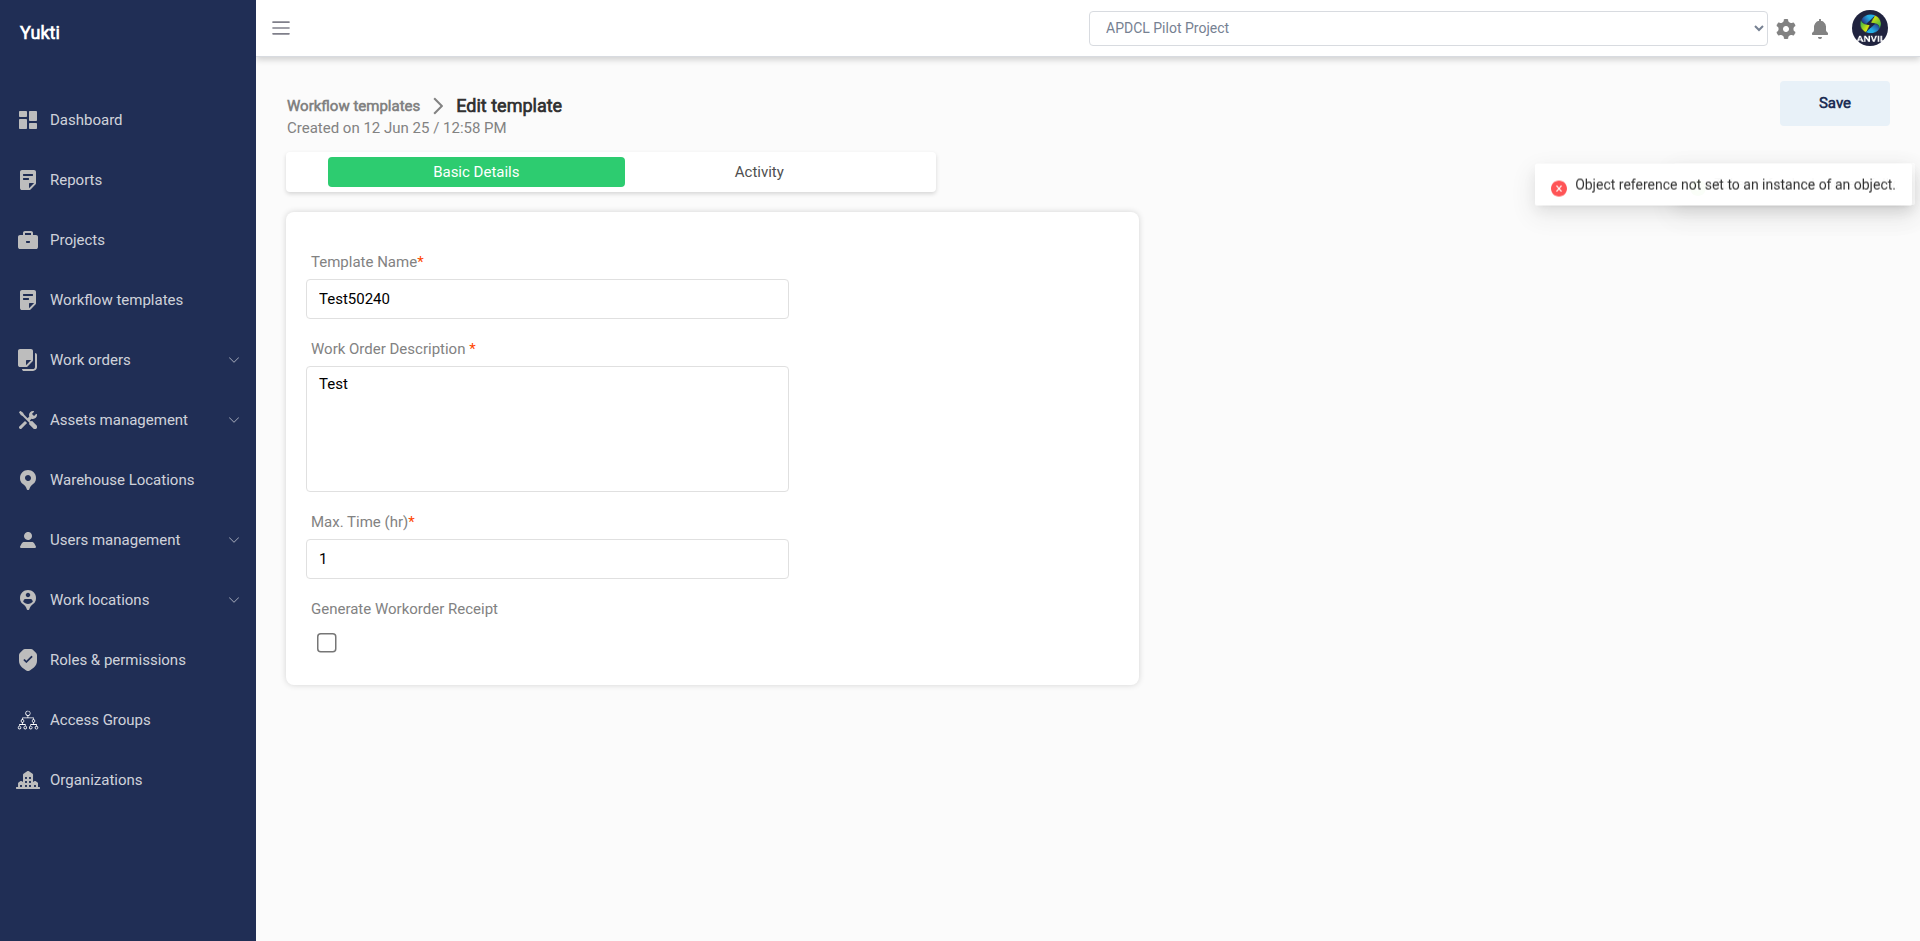 Yukti
APDCL Pilot Project
ANVIL
Dashboard
Reports
Projects
Workflow templates
Work orders
Assets management
Warehouse Locations
Users management
Work locations
Roles & permissions
Access Groups
Organizations
Workflow templates > Edit template
Created on 12 Jun 25 / 12:58 PM
Save
Basic Details
Activity
Object reference not set to an instance of an object.
Template Name*
Test50240
Work Order Description *
Test
Max. Time (hr)*
1
Generate Workorder Receipt